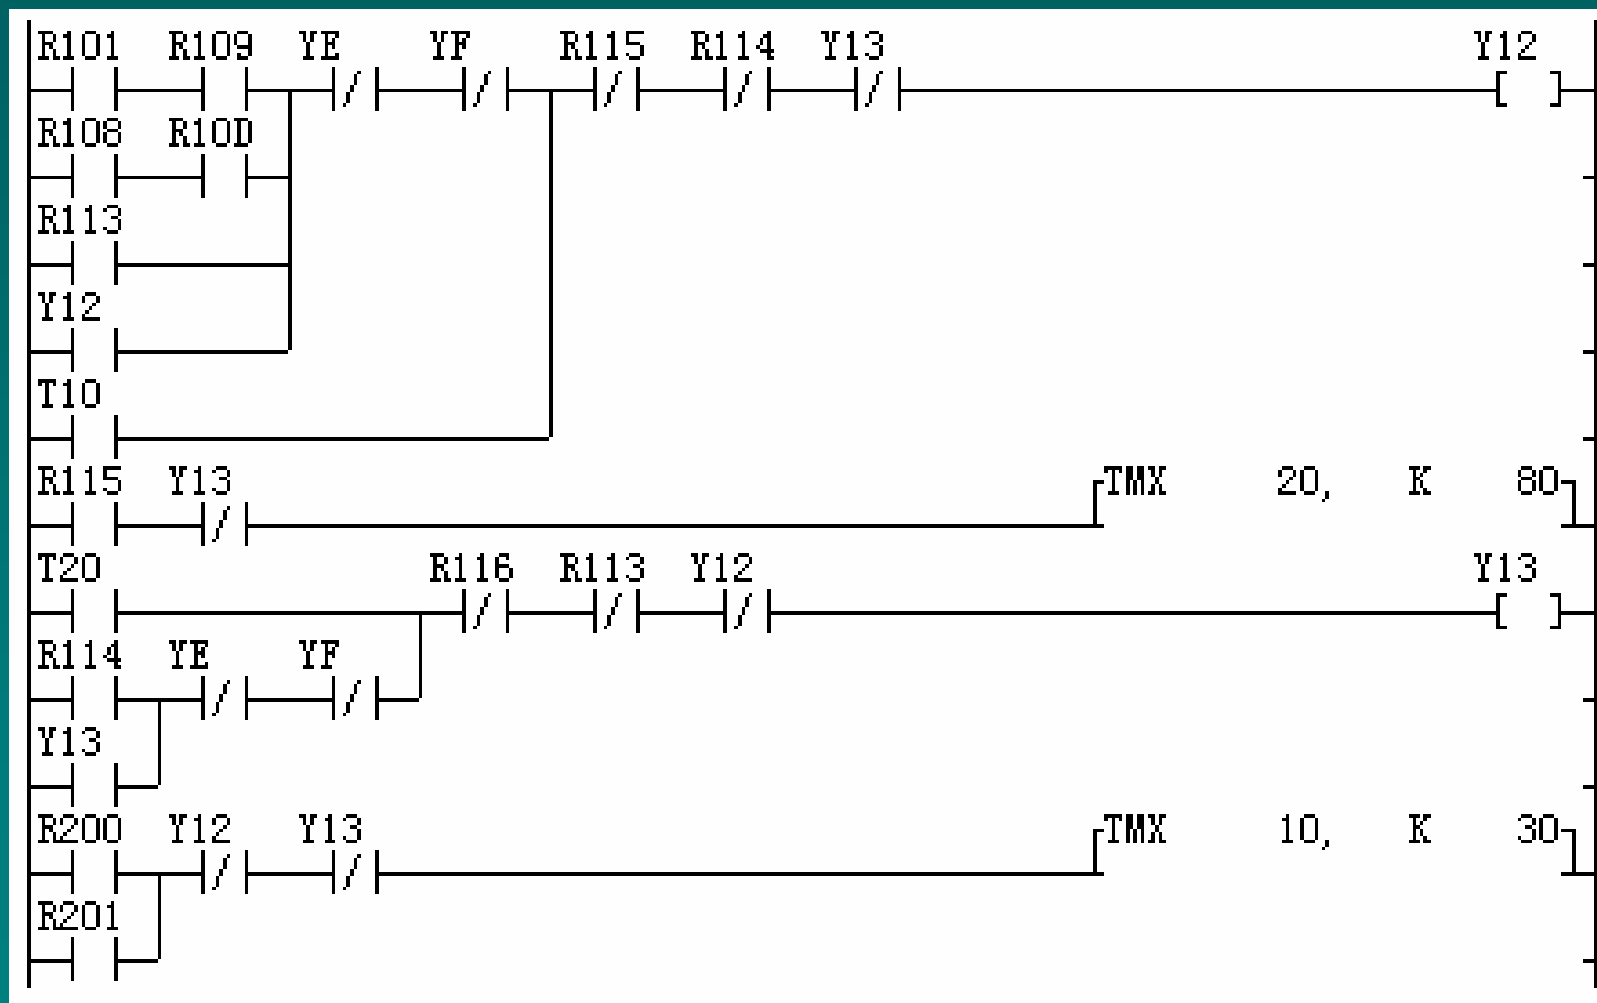 R101 R109 YE YF R115 R114 Y13 Y12
R108 R10D
R113
Y12
T10
R115 Y13 TMX 20, K 80
T20 R116 R113 Y12 Y13
R114 YE YF
Y13
R200 Y12 Y13 TMX 10, K 30
R201